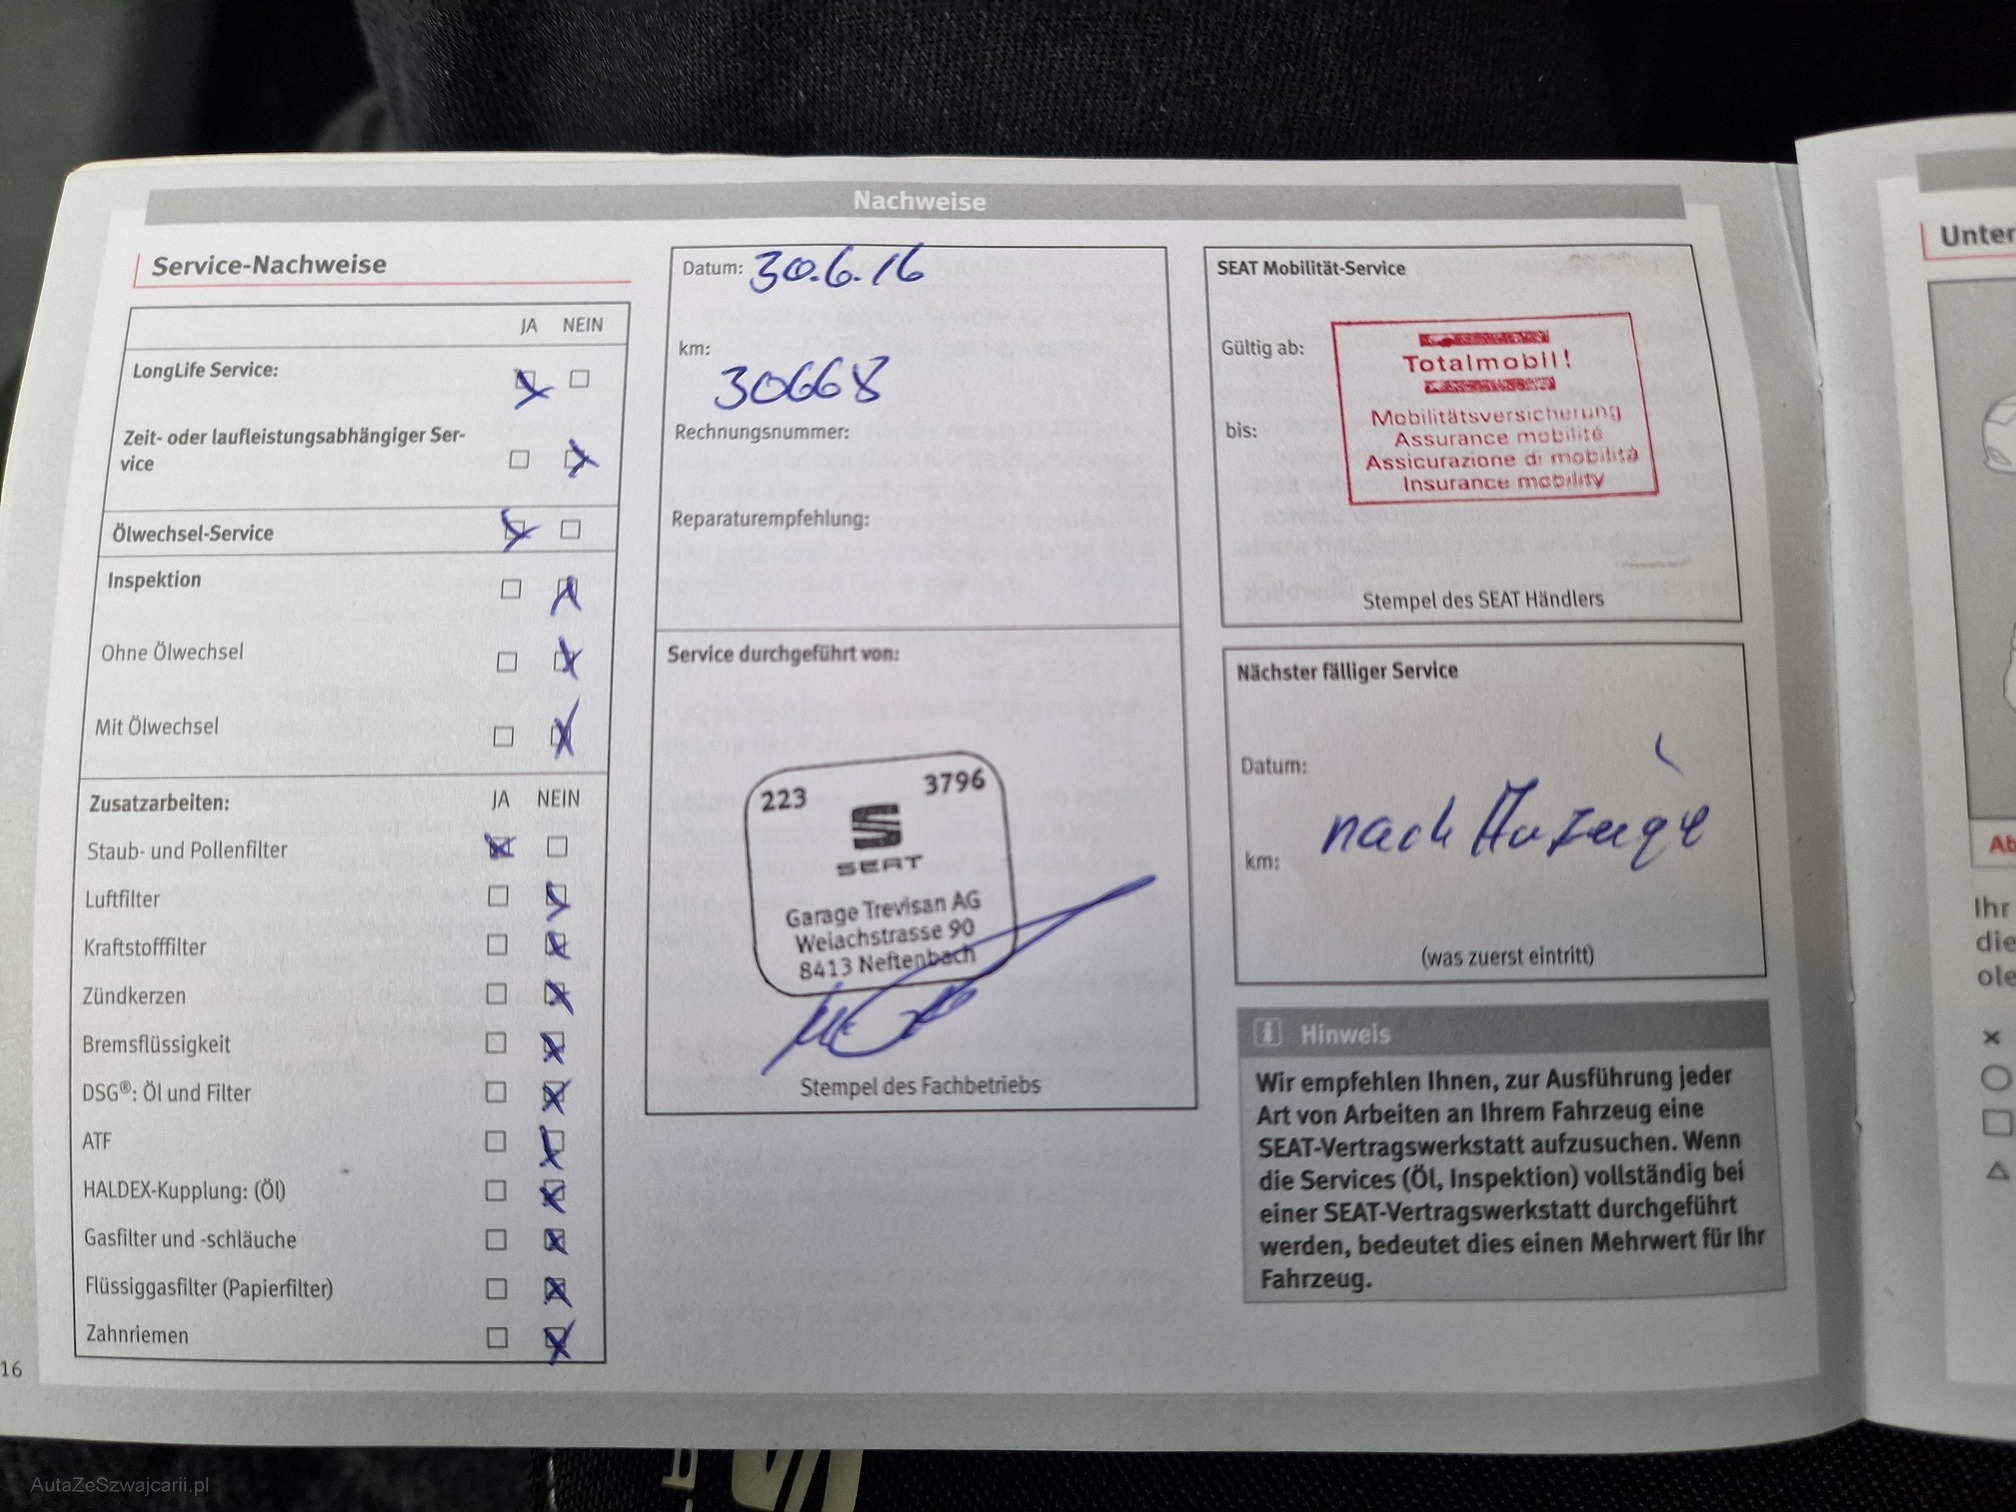 Nachweise
Service-Nachweise
JA NEIN
LongLife Service:
Zeit- oder laufleistungsabhängiger Ser-
vice
Ölwechsel-Service
Inspektion
Ohne Ölwechsel
Mit Ölwechsel
Zusatzarbeiten: JA NEIN
Staub- und Pollenfilter
Luftfilter
Kraftstofffilter
Zündkerzen
Bremsflüssigkeit
DSG®: Öl und Filter
ATF
HALDEX-Kupplung: (Öl)
Gasfilter und -schläuche
Flüssiggasfilter (Papierfilter)
Zahnriemen
16
Datum: 30.6.16
km:
30668
Rechnungsnummer:
Reparaturempfehlung:
Service durchgeführt von:
223 3796
SEAT
Garage Trevisan AG
Weiachstrasse 90
8413 Neftenbach
Stempel des Fachbetriebs
SEAT Mobilität-Service
Gültig ab:
bis:
Totalmobil!
Mobilitätsversicherung
Assurance mobilité
Assicurazione di mobilità
Insurance mobility
Stempel des SEAT Händlers
Nächster fälliger Service
Datum:
nach Anzeige
km:
(was zuerst eintritt)
Hinweis
Wir empfehlen Ihnen, zur Ausführung jeder
Art von Arbeiten an Ihrem Fahrzeug eine
SEAT-Vertragswerkstatt aufzusuchen. Wenn
die Services (Öl, Inspektion) vollständig bei
einer SEAT-Vertragswerkstatt durchgeführt
werden, bedeutet dies einen Mehrwert für Ihr
Fahrzeug.
Unter
Ab
Ihr
die
ole
AutaZeSzwajcarii.pl